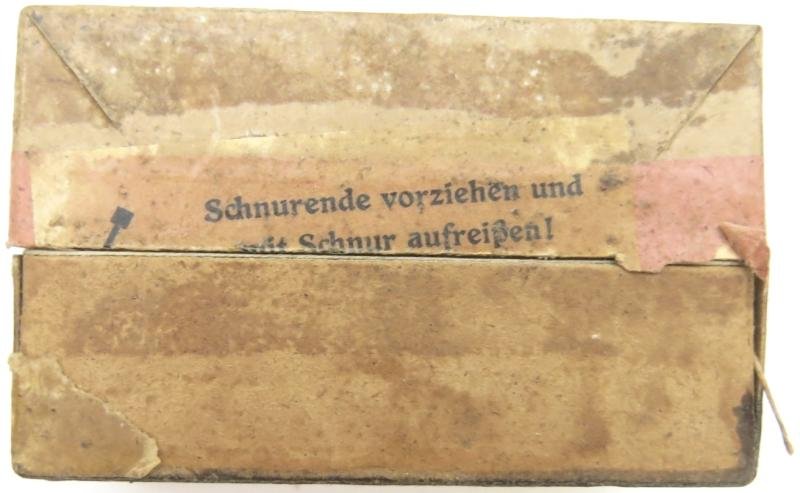 Schnurende vorziehen und
mit Schnur aufreißen!